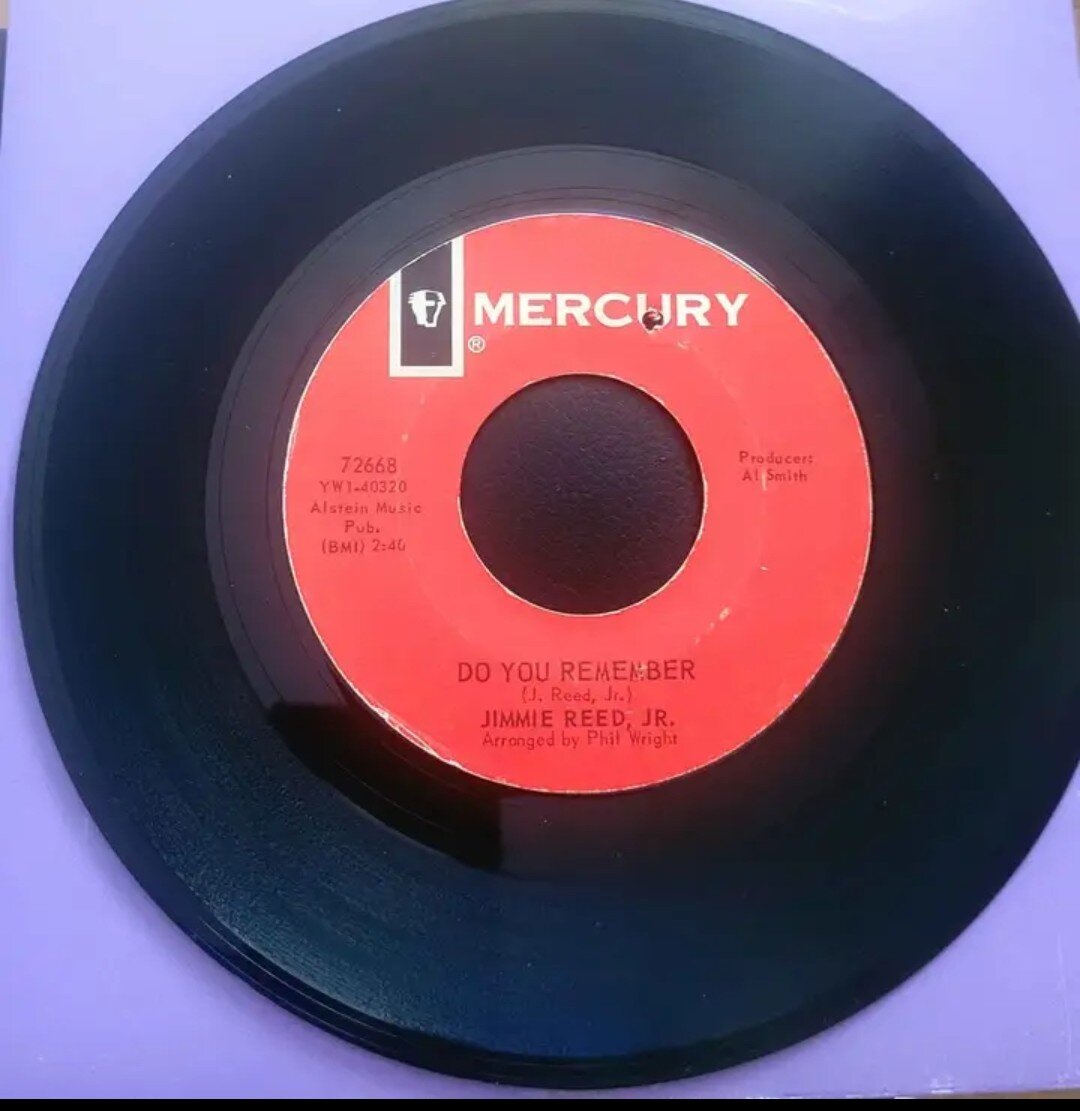 MERCURY
®
72668
YW1-40320
Alstein Music
Pub.
(BMI) 2:40
Producer:
Al Smith
DO YOU REMEMBER
(J. Reed, Jr.)
JIMMIE REED, JR.
Arranged by Phil Wright